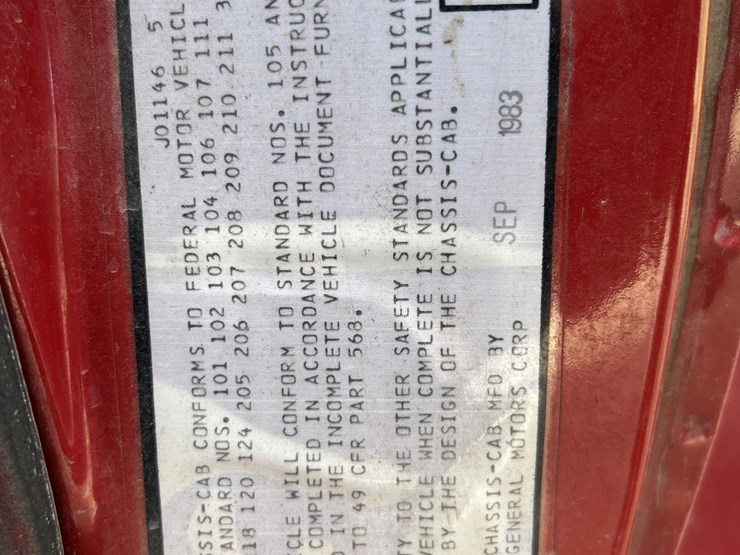 J01146 5
SSIS-CAB CONFORMS TO FEDERAL MOTOR VEHICL
ANDARD NOS. 101 102 103 104 106 107 111
18 120 124 205 206 207 208 209 210 211 3
CLE WILL CONFORM TO STANDARD NOS. 105 AN
COMPLETED IN ACCORDANCE WITH THE INSTRUC
D IN THE INCOMPLETE VEHICLE DOCUMENT FURN
TO 49 CFR PART 568.
TY TO THE OTHER SAFETY STANDARDS APPLICA
VEHICLE WHEN COMPLETE IS NOT SUBSTANTIALL
BY THE DESIGN OF THE CHASSIS-CAB.
CHASSIS-CAB MFD BY SEP 1983
GENERAL MOTORS CORP